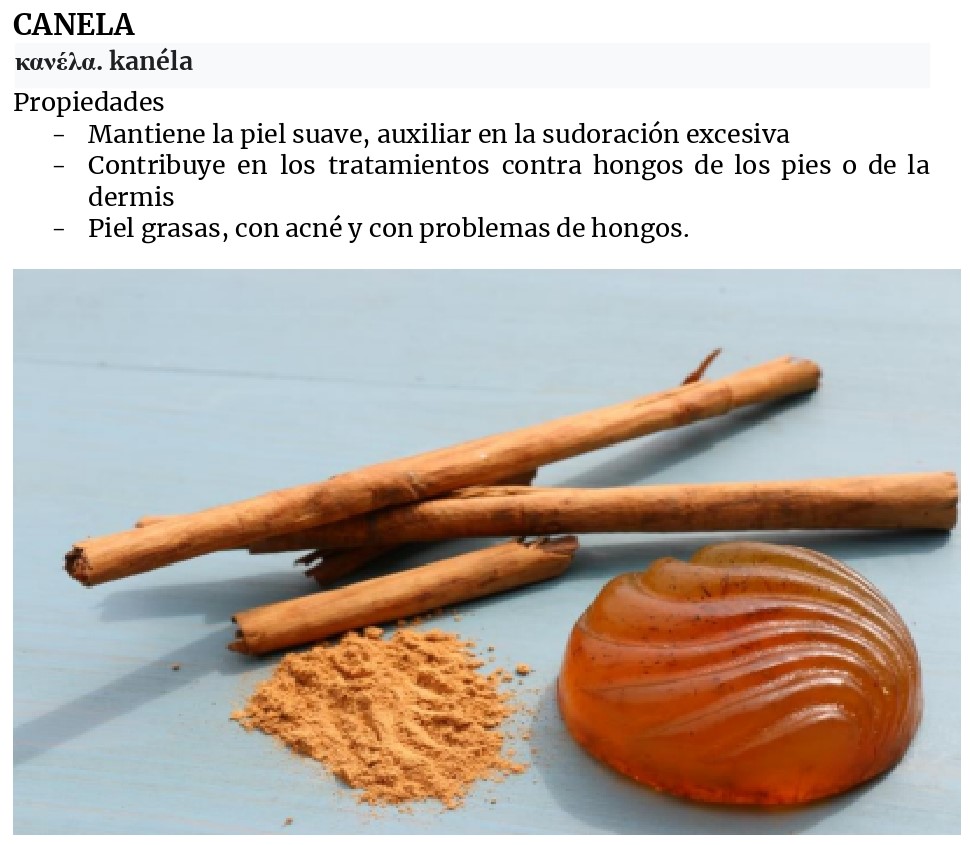 CANELA
κανέλα. kanéla
Propiedades
- Mantiene la piel suave, auxiliar en la sudoración excesiva
- Contribuye en los tratamientos contra hongos de los pies o de la
dermis
- Piel grasas, con acné y con problemas de hongos.